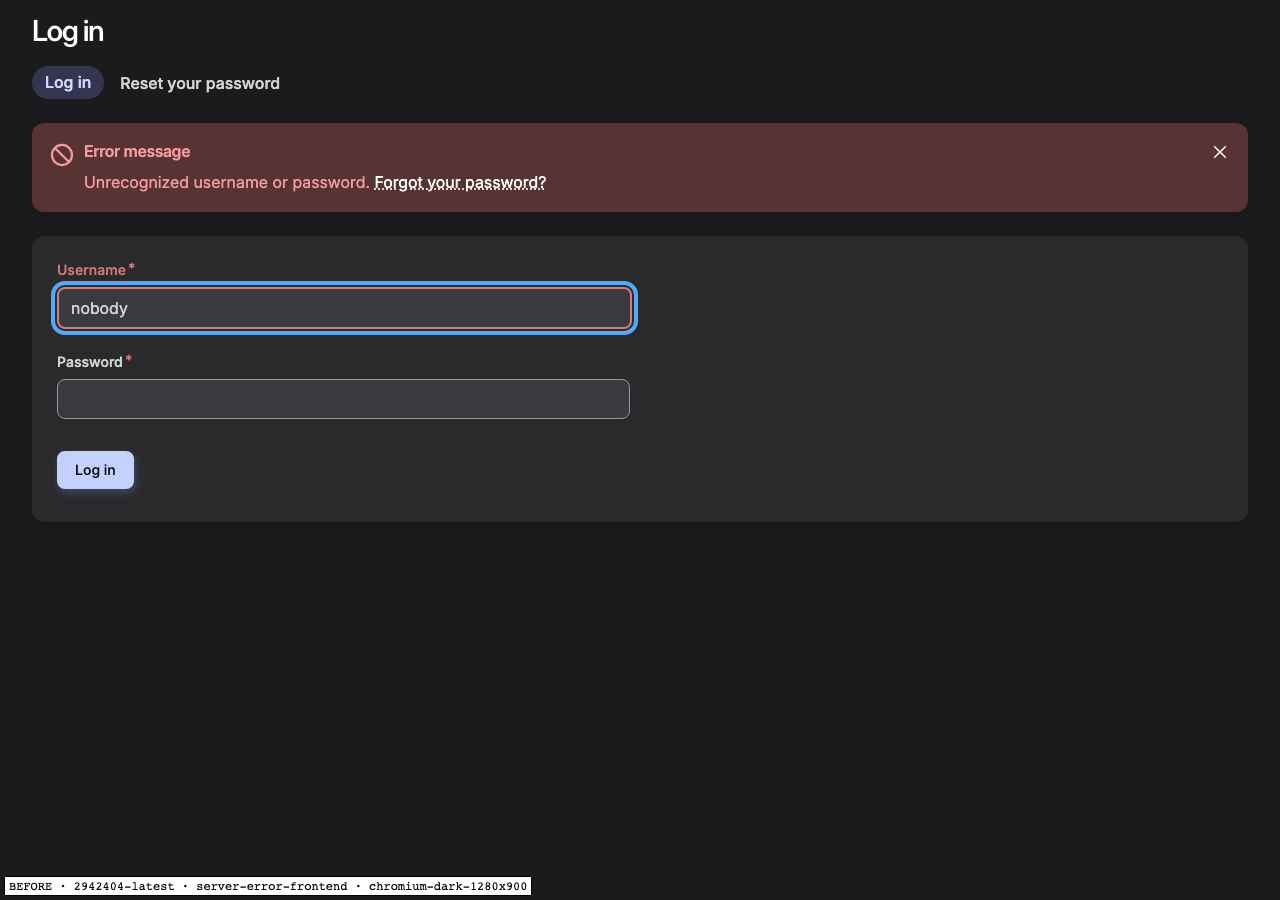 Log in
Log in
Reset your password
Error message
Unrecognized username or password. Forgot your password?
Username *
nobody
Password *
Log in
BEFORE · 2942404-latest · server-error-frontend · chromium-dark-1280x900